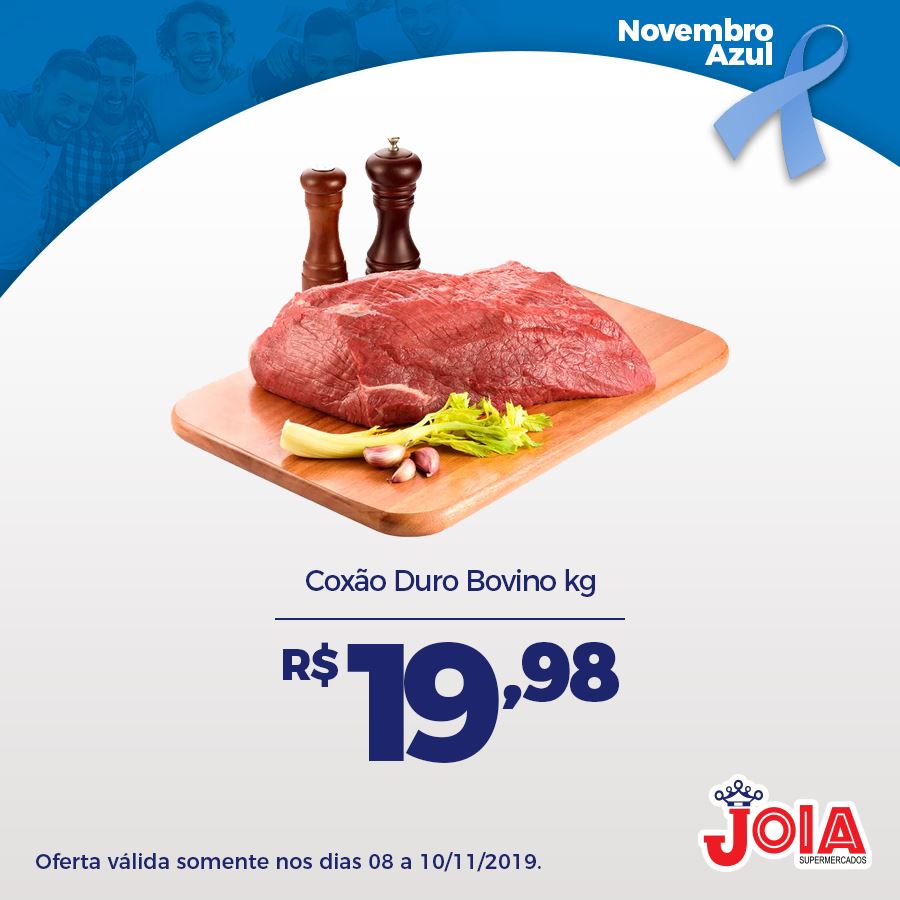 Novembro
Azul
Coxão Duro Bovino kg
R$ 19,98
JOIA
SUPERMERCADOS
Oferta válida somente nos dias 08 a 10/11/2019.